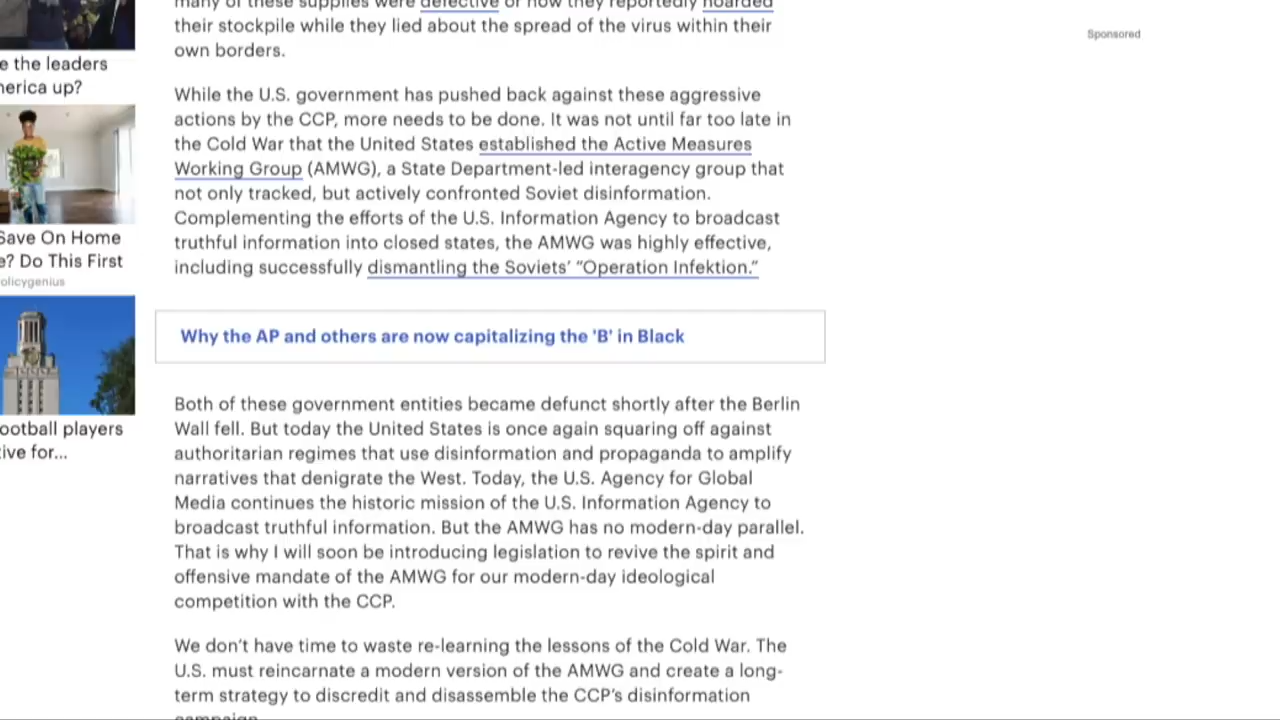 many of these supplies were defective or how they reportedly hoarded
their stockpile while they lied about the spread of the virus within their
own borders.
Sponsored
e the leaders
nerica up?
While the U.S. government has pushed back against these aggressive
actions by the CCP, more needs to be done. It was not until far too late in
the Cold War that the United States established the Active Measures
Working Group (AMWG), a State Department-led interagency group that
not only tracked, but actively confronted Soviet disinformation.
Complementing the efforts of the U.S. Information Agency to broadcast
truthful information into closed states, the AMWG was highly effective,
including successfully dismantling the Soviets’ “Operation Infektion.”
Save On Home
e? Do This First
olicygenius
Why the AP and others are now capitalizing the 'B' in Black
Both of these government entities became defunct shortly after the Berlin
Wall fell. But today the United States is once again squaring off against
authoritarian regimes that use disinformation and propaganda to amplify
narratives that denigrate the West. Today, the U.S. Agency for Global
Media continues the historic mission of the U.S. Information Agency to
broadcast truthful information. But the AMWG has no modern-day parallel.
That is why I will soon be introducing legislation to revive the spirit and
offensive mandate of the AMWG for our modern-day ideological
competition with the CCP.
ootball players
tive for...
We don’t have time to waste re-learning the lessons of the Cold War. The
U.S. must reincarnate a modern version of the AMWG and create a long-
term strategy to discredit and disassemble the CCP’s disinformation